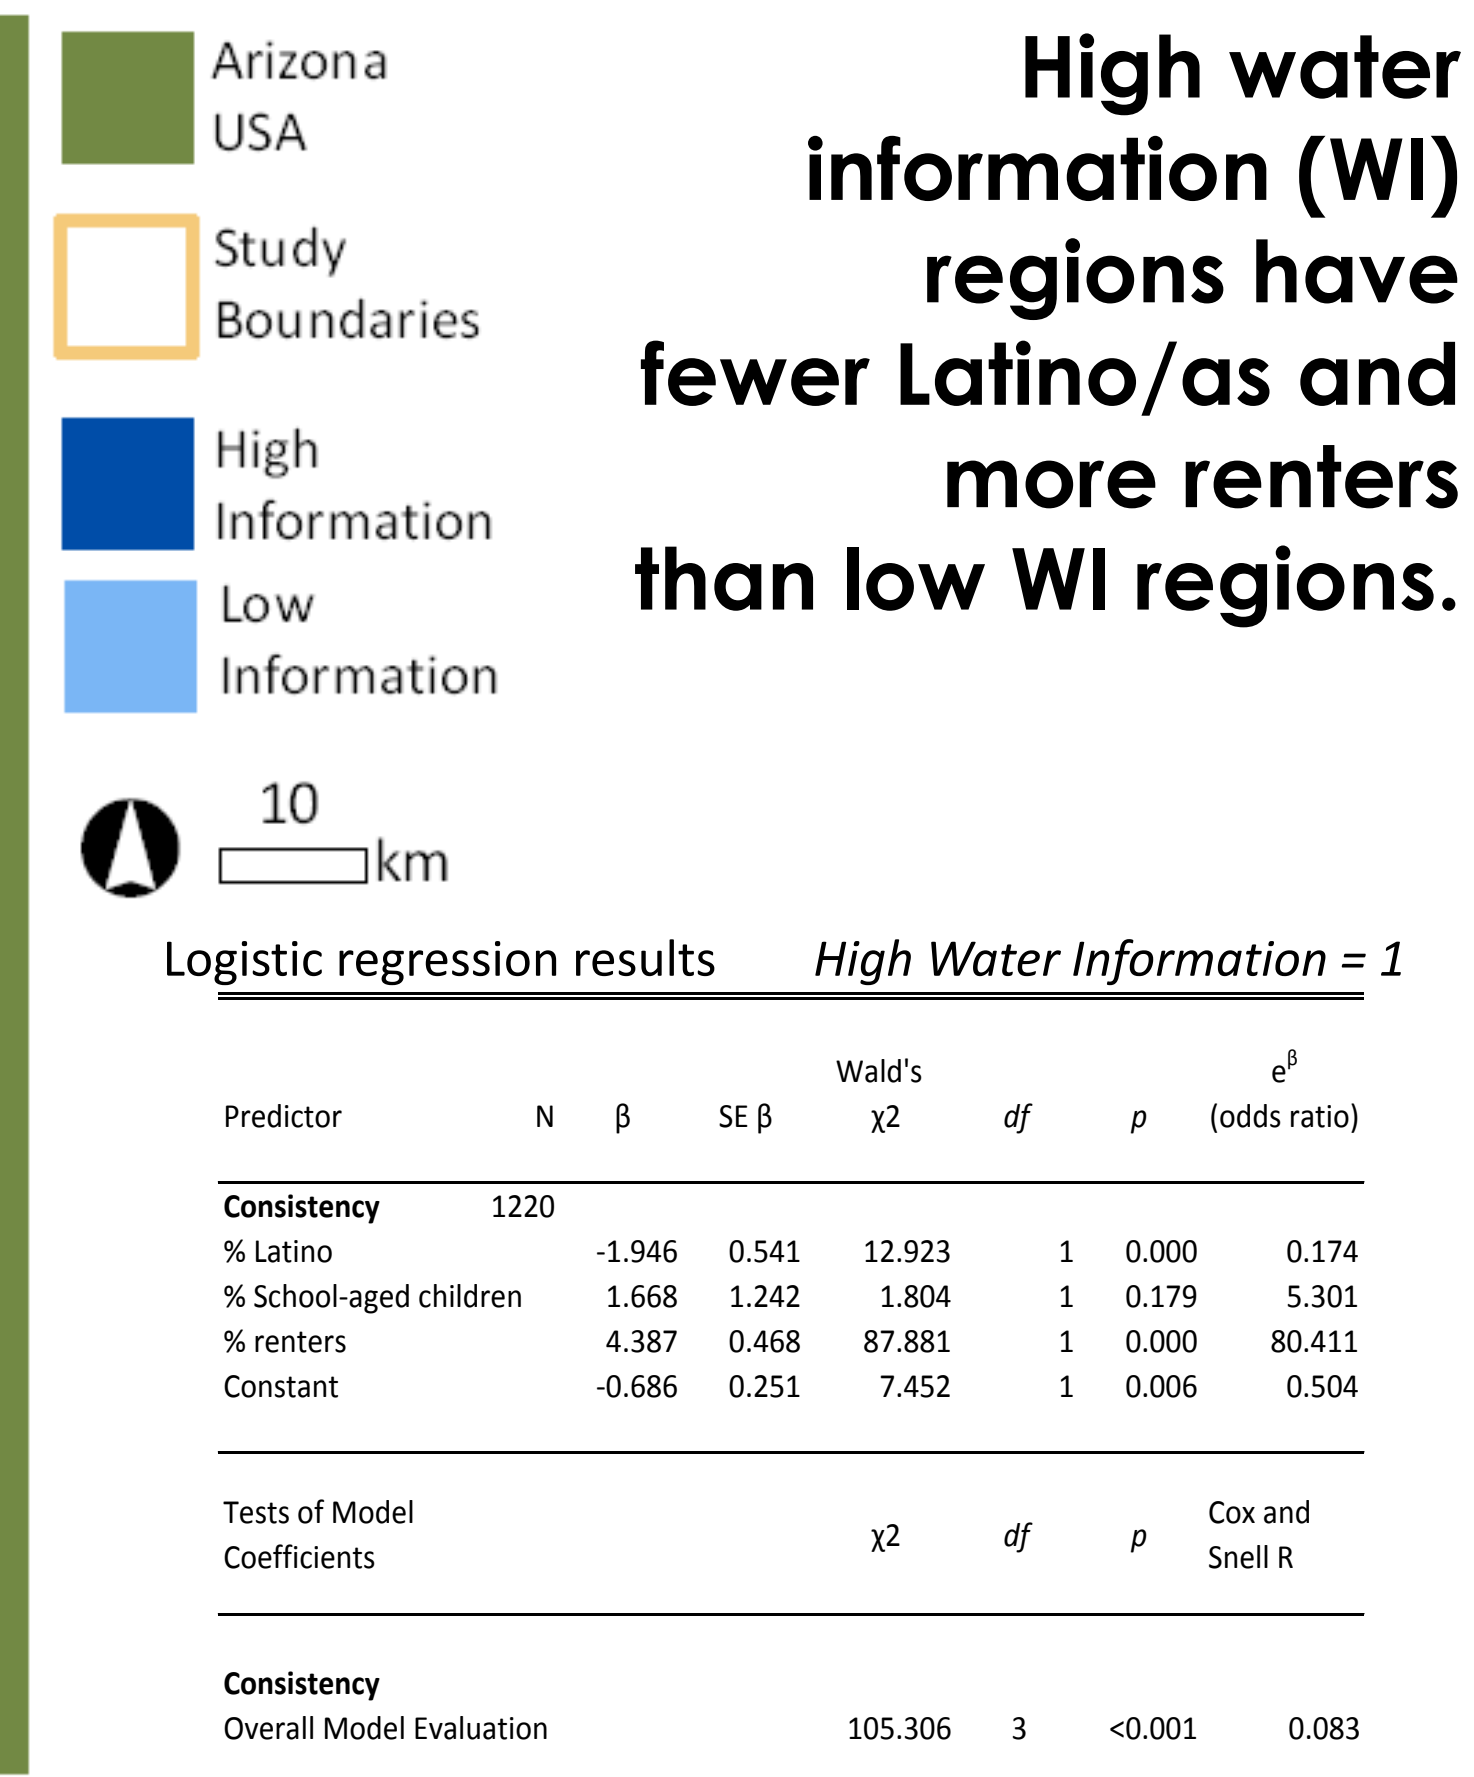 Arizona
USA
Study
Boundaries
High
Information
Low
Information
10
km
High water
information (WI)
regions have
fewer Latino/as and
more renters
than low WI regions.
Logistic regression results High Water Information = 1
Predictor N β SE β Wald's χ2 df p e^β (odds ratio)
Consistency 1220
% Latino -1.946 0.541 12.923 1 0.000 0.174
% School-aged children 1.668 1.242 1.804 1 0.179 5.301
% renters 4.387 0.468 87.881 1 0.000 80.411
Constant -0.686 0.251 7.452 1 0.006 0.504
Tests of Model
Coefficients χ2 df p Cox and
Snell R
Consistency
Overall Model Evaluation 105.306 3 <0.001 0.083